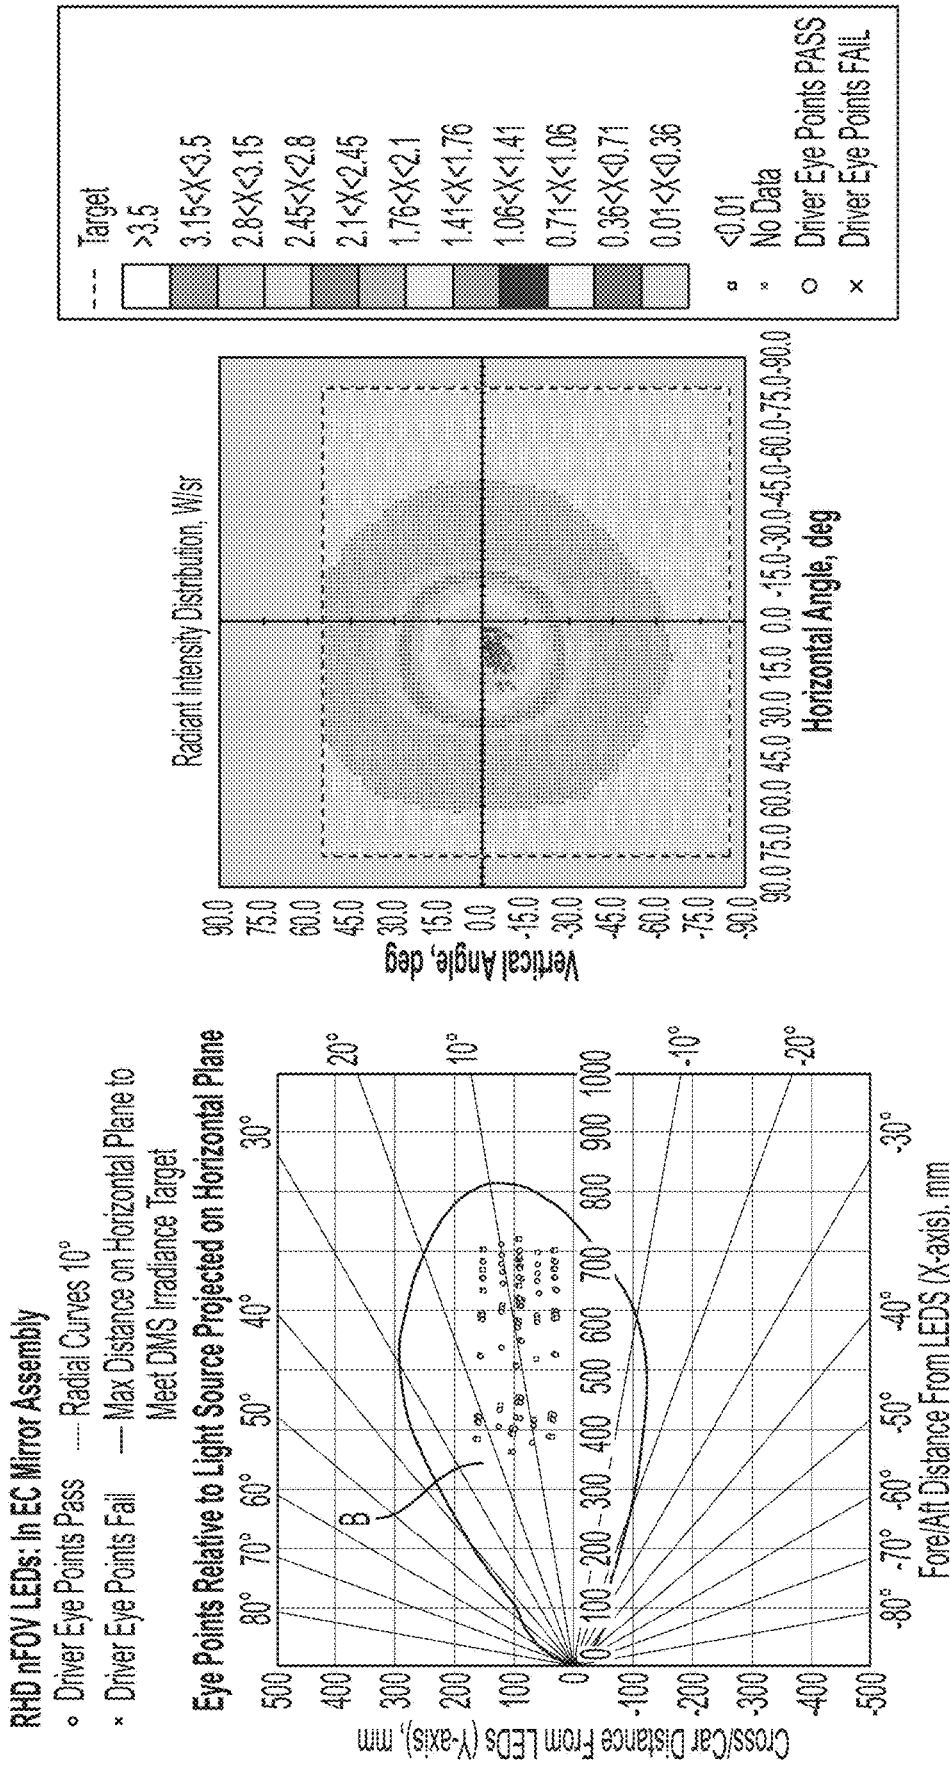 RHD nFOV LEDs: In EC Mirror Assembly
Driver Eye Points Pass
Radial Curves 10°
Driver Eye Points Fail
Max Distance on Horizontal Plane to
Meet DMS Irradiance Target
Eye Points Relative to Light Source Projected on Horizontal Plane
80° 70° 60° 50° 40° 30°
20°
10°
-10°
-20°
-80° -70° -60° -50° -40° -30°
500
400
300
200
100
0
-100
-200
-300
-400
-500
0 100 200 300 400 500 600 700 800 900 1000
B
Cross/Car Distance From LEDs (Y-axis), mm
Fore/Aft Distance From LEDS (X-axis), mm
Radiant Intensity Distribution, W/sr
90.0
75.0
60.0
45.0
30.0
15.0
0.0
-15.0
-30.0
-45.0
-60.0
-75.0
-90.0
Vertical Angle, deg
90.0 75.0 60.0 45.0 30.0 15.0 0.0 -15.0 -30.0 -45.0 -60.0 -75.0 -90.0
Horizontal Angle, deg
Target
>3.5
3.15<X<3.5
2.8<X<3.15
2.45<X<2.8
2.1<X<2.45
1.76<X<2.1
1.41<X<1.76
1.06<X<1.41
0.71<X<1.06
0.36<X<0.71
0.01<X<0.36
<0.01
No Data
Driver Eye Points PASS
Driver Eye Points FAIL